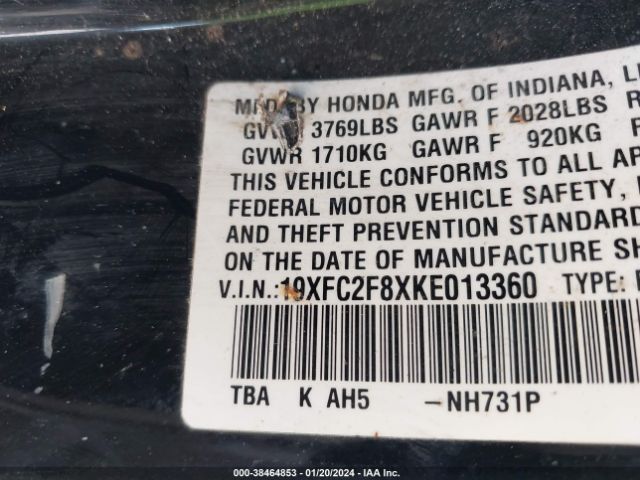 MFD. BY HONDA MFG. OF INDIANA,
GVWR 3769LBS GAWR F 2028LBS
GVWR 1710KG GAWR F 920KG
THIS VEHICLE CONFORMS TO ALL
FEDERAL MOTOR VEHICLE SAFETY,
AND THEFT PREVENTION STANDARD
ON THE DATE OF MANUFACTURE
V.I.N.:19XFC2F8XKE013360 TYPE:
TBA K AH5 -NH731P
000-38464853 / 01/20/2024 - IAA Inc.